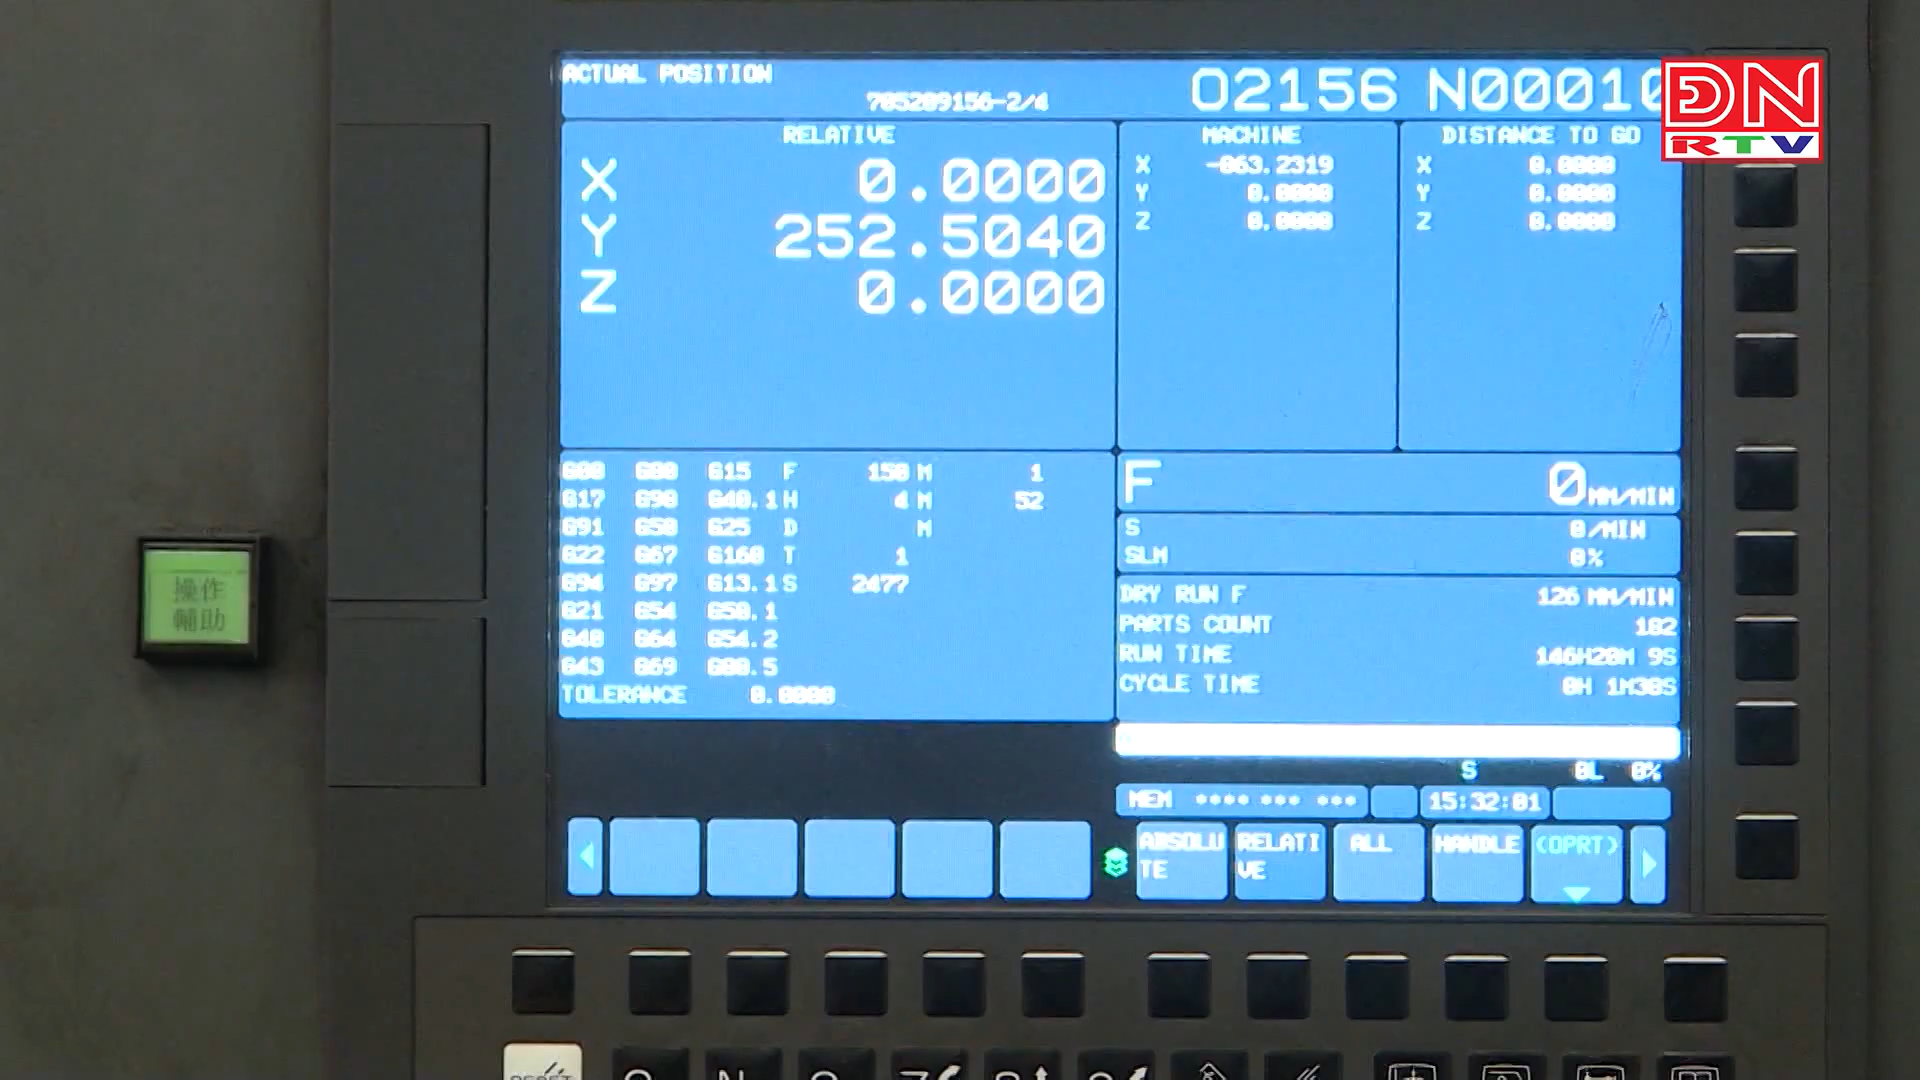 ACTUAL POSITION
705209156-2/4
O2156 N00010
DN
RTV
RELATIVE
X 0.0000
Y 252.5040
Z 0.0000
MACHINE
X -863.2319
Y 0.0000
Z 0.0000
DISTANCE TO GO
X 0.0000
Y 0.0000
Z 0.0000
G00 G80 G15 F 150 M 1
G17 G98 G40.1 H 4 M 52
G91 G50 G25 D M
G22 G67 G160 T 1
G94 G97 G13.1 S 2477
G21 G54 G50.1
G40 G64 G54.2
G43 G69 G80.5
TOLERANCE 0.0000
F 0 MM/MIN
S 0/MIN
SLM 0%
DRY RUN F 126 MM/MIN
PARTS COUNT 182
RUN TIME 146H20M 9S
CYCLE TIME 0H 1M30S
S 0L 0%
MEM **** *** *** 15:32:01
ABSOLU
TE
RELATI
VE
ALL
HANDLE
(OPRT)
操作
輔助
RESET